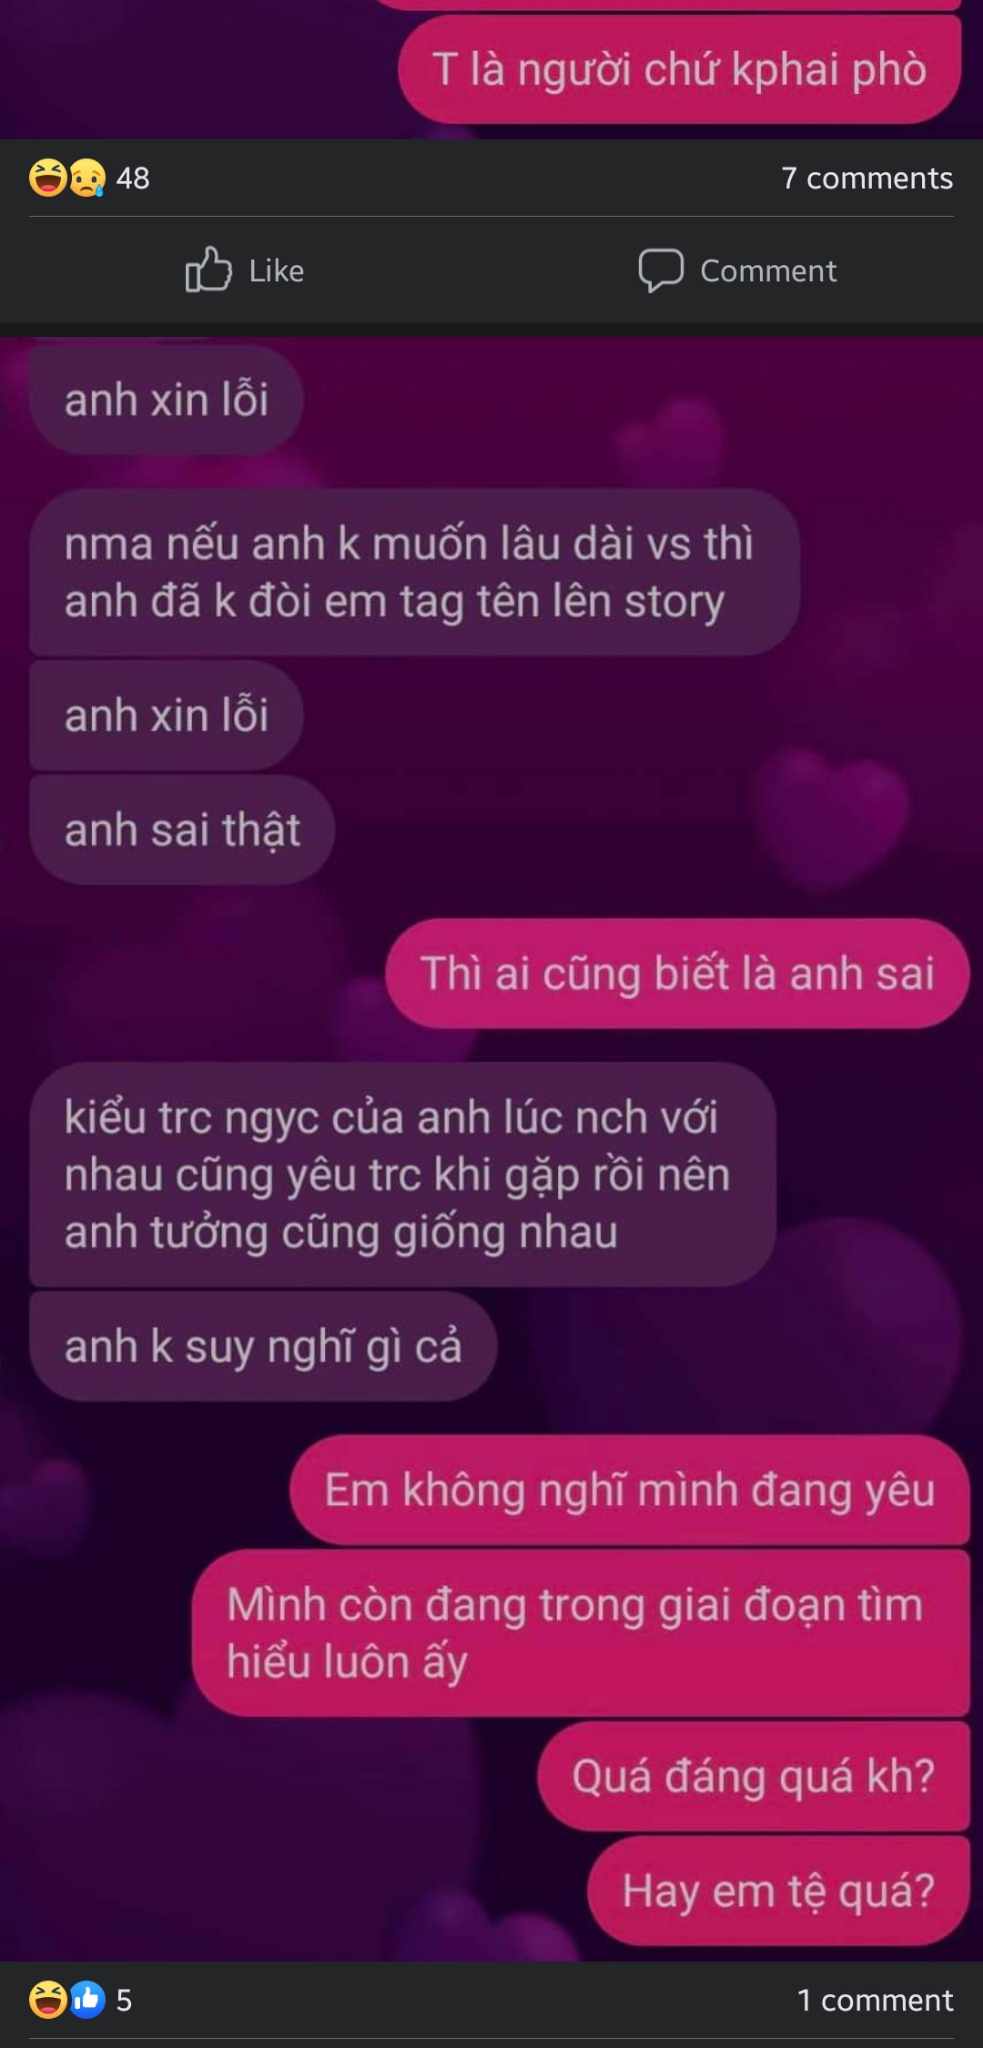 T là người chứ kphai phò
48
7 comments
Like
Comment
anh xin lỗi
nma nếu anh k muốn lâu dài vs thì
anh đã k đòi em tag tên lên story
anh xin lỗi
anh sai thật
Thì ai cũng biết là anh sai
kiểu trc ngyc của anh lúc nch với
nhau cũng yêu trc khi gặp rồi nên
anh tưởng cũng giống nhau
anh k suy nghĩ gì cả
Em không nghĩ mình đang yêu
Mình còn đang trong giai đoạn tìm
hiểu luôn ấy
Quá đáng quá kh?
Hay em tệ quá?
5
1 comment